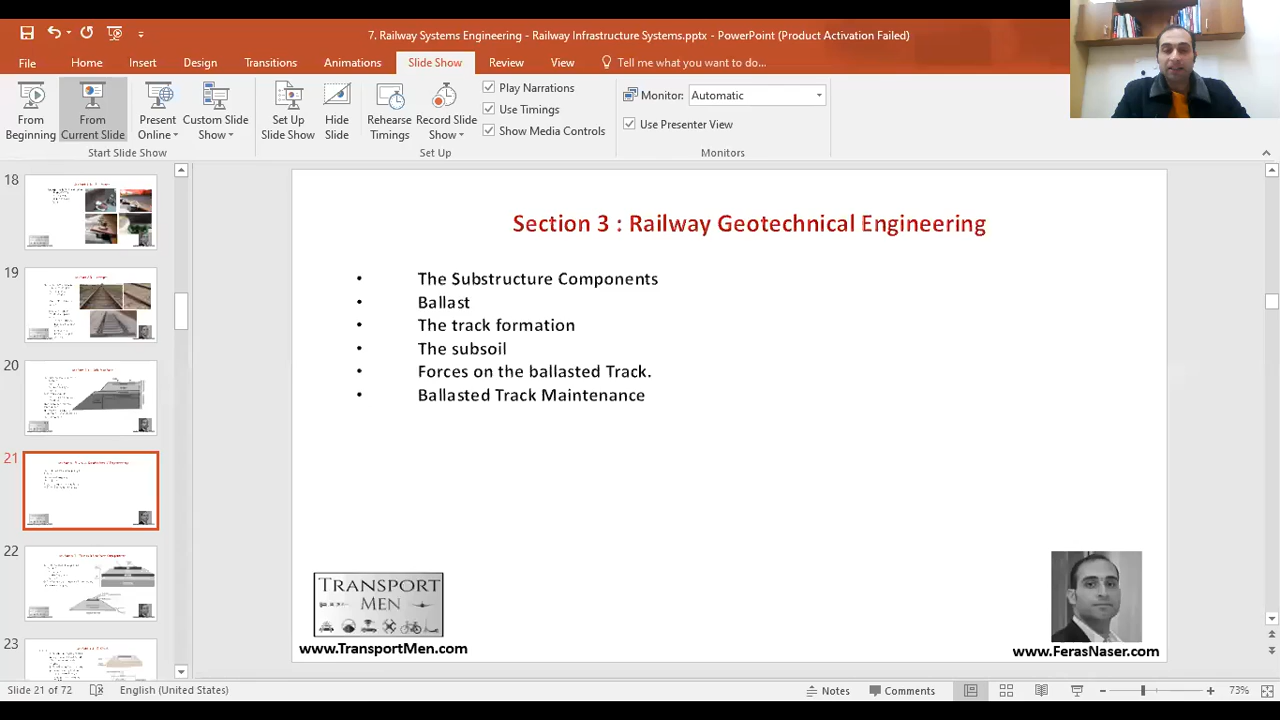 7. Railway Systems Engineering - Railway Infrastructure Systems.pptx - PowerPoint (Product Activation Failed)
File Home Insert Design Transitions Animations Slide Show Review View Tell me what you want to do...
From Beginning
From Current Slide
Present Online
Custom Slide Show
Set Up Slide Show
Hide Slide
Rehearse Timings
Record Slide Show
Play Narrations
Use Timings
Show Media Controls
Monitor: Automatic
Use Presenter View
Start Slide Show
Set Up
Monitors
18
19
20
21
22
23
Section 3 : Railway Geotechnical Engineering
• The Substructure Components
• Ballast
• The track formation
• The subsoil
• Forces on the ballasted Track.
• Ballasted Track Maintenance
TRANSPORT
MEN
www.TransportMen.com
www.FerasNaser.com
Slide 21 of 72 English (United States) Notes Comments 73%